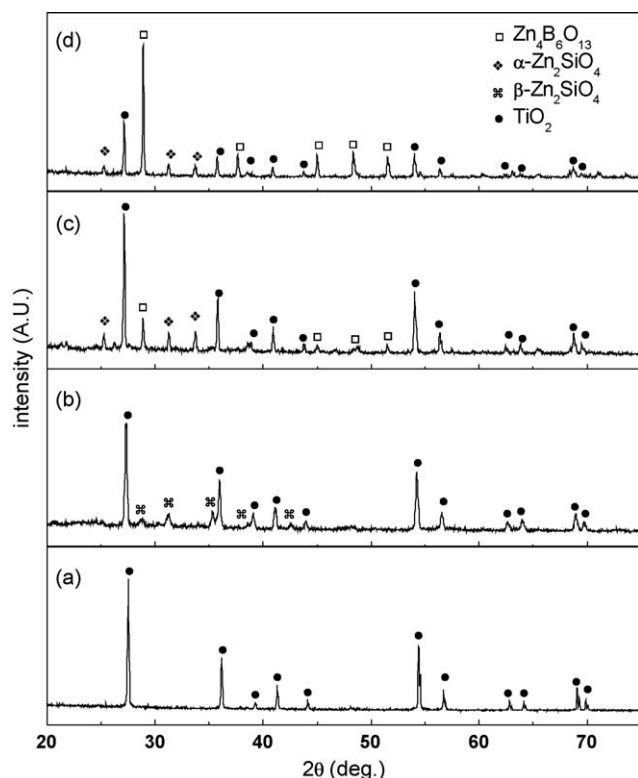 (d)
□ Zn₄B₆O₁₃
❖ α-Zn₂SiO₄
⌘ β-Zn₂SiO₄
● TiO₂
(c)
(b)
(a)
intensity (A.U.)
20 30 40 50 60 70
2θ (deg.)